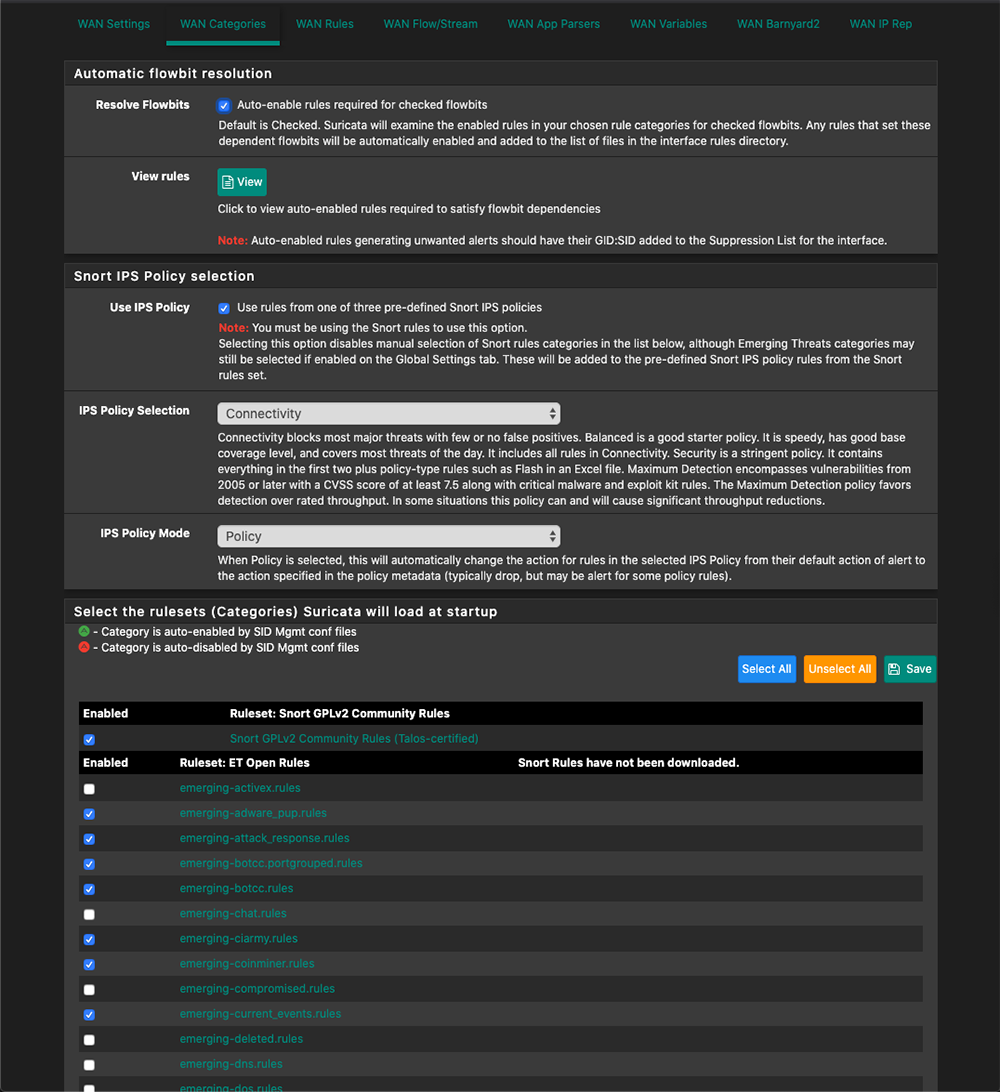 WAN Settings WAN Categories WAN Rules WAN Flow/Stream WAN App Parsers WAN Variables WAN Barnyard2 WAN IP Rep
Automatic flowbit resolution
Resolve Flowbits Auto-enable rules required for checked flowbits
Default is Checked. Suricata will examine the enabled rules in your chosen rule categories for checked flowbits. Any rules that set these
dependent flowbits will be automatically enabled and added to the list of files in the interface rules directory.
View rules View
Click to view auto-enabled rules required to satisfy flowbit dependencies
Note: Auto-enabled rules generating unwanted alerts should have their GID:SID added to the Suppression List for the interface.
Snort IPS Policy selection
Use IPS Policy Use rules from one of three pre-defined Snort IPS policies
Note: You must be using the Snort rules to use this option.
Selecting this option disables manual selection of Snort rules categories in the list below, although Emerging Threats categories may
still be selected if enabled on the Global Settings tab. These will be added to the pre-defined Snort IPS policy rules from the Snort
rules set.
IPS Policy Selection Connectivity
Connectivity blocks most major threats with few or no false positives. Balanced is a good starter policy. It is speedy, has good base
coverage level, and covers most threats of the day. It includes all rules in Connectivity. Security is a stringent policy. It contains
everything in the first two plus policy-type rules such as Flash in an Excel file. Maximum Detection encompasses vulnerabilities from
2005 or later with a CVSS score of at least 7.5 along with critical malware and exploit kit rules. The Maximum Detection policy favors
detection over rated throughput. In some situations this policy can and will cause significant throughput reductions.
IPS Policy Mode Policy
When Policy is selected, this will automatically change the action for rules in the selected IPS Policy from their default action of alert to
the action specified in the policy metadata (typically drop, but may be alert for some policy rules).
Select the rulesets (Categories) Suricata will load at startup
- Category is auto-enabled by SID Mgmt conf files
- Category is auto-disabled by SID Mgmt conf files
Select All Unselect All Save
Enabled Ruleset: Snort GPLv2 Community Rules
Snort GPLv2 Community Rules (Talos-certified)
Enabled Ruleset: ET Open Rules Snort Rules have not been downloaded.
emerging-activex.rules
emerging-adware_pup.rules
emerging-attack_response.rules
emerging-botcc.portgrouped.rules
emerging-botcc.rules
emerging-chat.rules
emerging-ciarmy.rules
emerging-coinminer.rules
emerging-compromised.rules
emerging-current_events.rules
emerging-deleted.rules
emerging-dns.rules
emerging-dos.rules